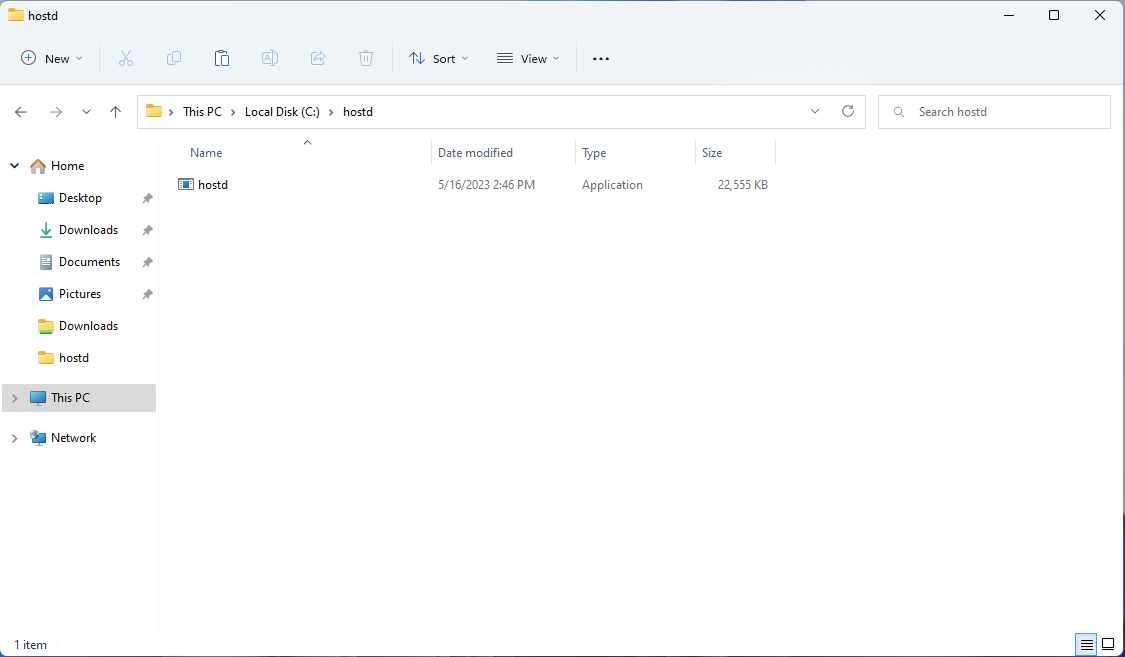 hostd
New
Sort
View
This PC
Local Disk (C:)
hostd
Search hostd
Name
Date modified
Type
Size
hostd
5/16/2023 2:46 PM
Application
22,555 KB
Home
Desktop
Downloads
Documents
Pictures
Downloads
hostd
This PC
Network
1 item